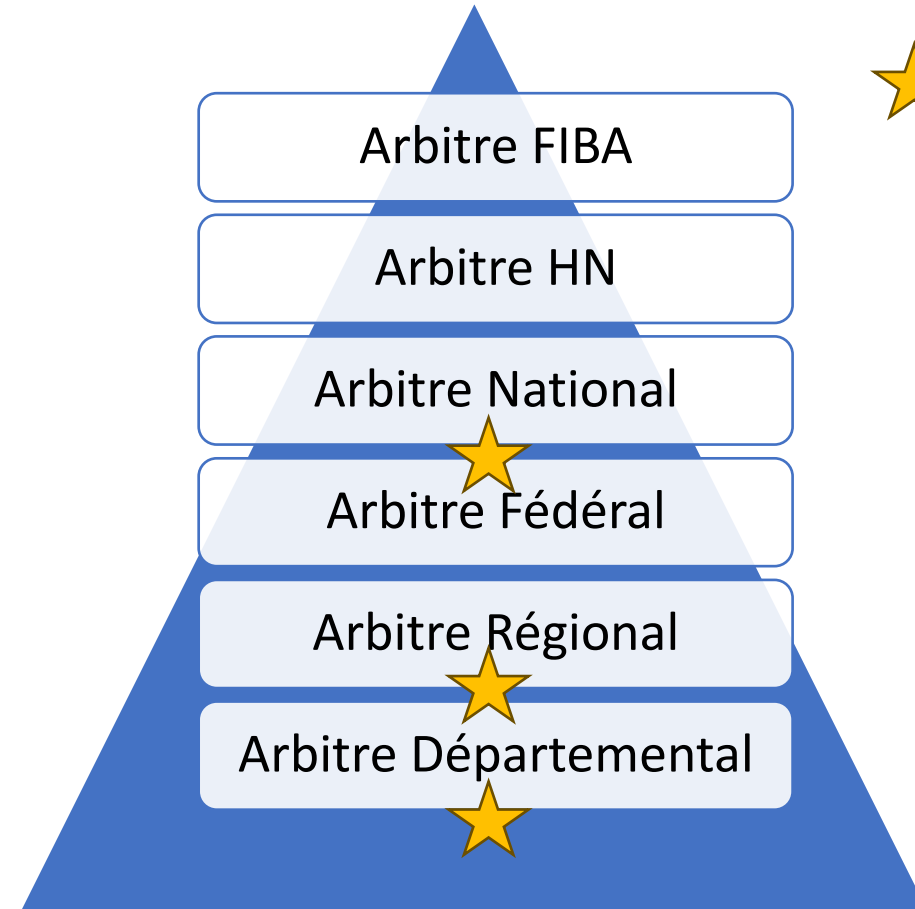 Arbitre FIBA
Arbitre HN
Arbitre National
Arbitre Fédéral
Arbitre Régional
Arbitre Départemental